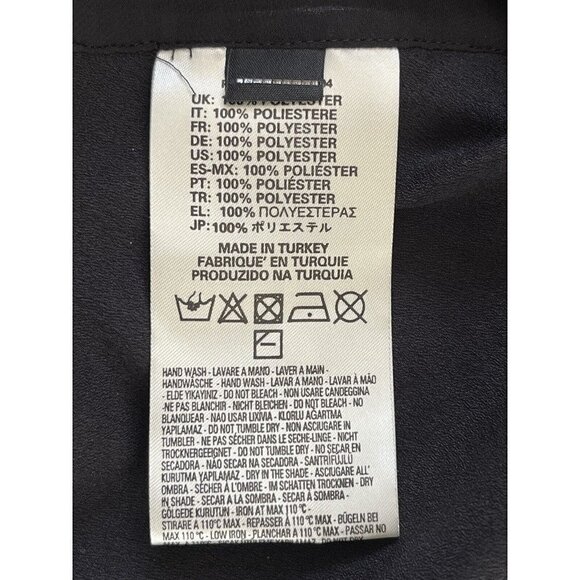 UK: 100% POLYESTER
IT: 100% POLIESTERE
FR: 100% POLYESTER
DE: 100% POLYESTER
US: 100% POLYESTER
ES-MX: 100% POLIÉSTER
PT: 100% POLIÉSTER
TR: 100% POLYESTER
EL: 100% ΠΟΛΥΕΣΤΕΡΑΣ
JP: 100% ポリエステル
MADE IN TURKEY
FABRIQUE' EN TURQUIE
PRODUZIDO NA TURQUIA
HAND WASH - LAVARE A MANO - LAVER A MAIN -
HANDWÄSCHE - HAND WASH - LAVAR A MANO - LAVAR À MÃO
- ELDE YIKAYINIZ - DO NOT BLEACH - NON USARE CANDEGGINA
-NE PAS BLANCHIR - NICHT BLEICHEN - DO NOT BLEACH - NO
BLANQUEAR - NAO USAR LIXIVIA - KLORLU AGARTMA
YAPILAMAZ - DO NOT TUMBLE DRY - NON ASCIUGARE IN
TUMBLER - NE PAS SÉCHER DANS LE SECHE-LINGE - NICHT
TROCKNERGEEIGNET - DO NOT TUMBLE DRY - NO SECAR EN
SECADORA - NÃO SECAR NA SECADORA - SANTRIFUJLU
KURUTMA YAPILAMAZ - DRY IN THE SHADE - ASCIUGARE ALL'
OMBRA - SÉCHER À L'OMBRE - IM SCHATTEN TROCKNEN - DRY
IN SHADE - SECAR A LA SOMBRA - SECAR À SOMBRA -
GÖLGEDE KURUTUN - IRON AT MAX 110°C -
STIRARE A 110°C MAX - REPASSER À 110°C MAX - BÜGELN BEI
MAX 110°C - LOW IRON - PLANCHAR A 110°C MAX - PASSAR NO